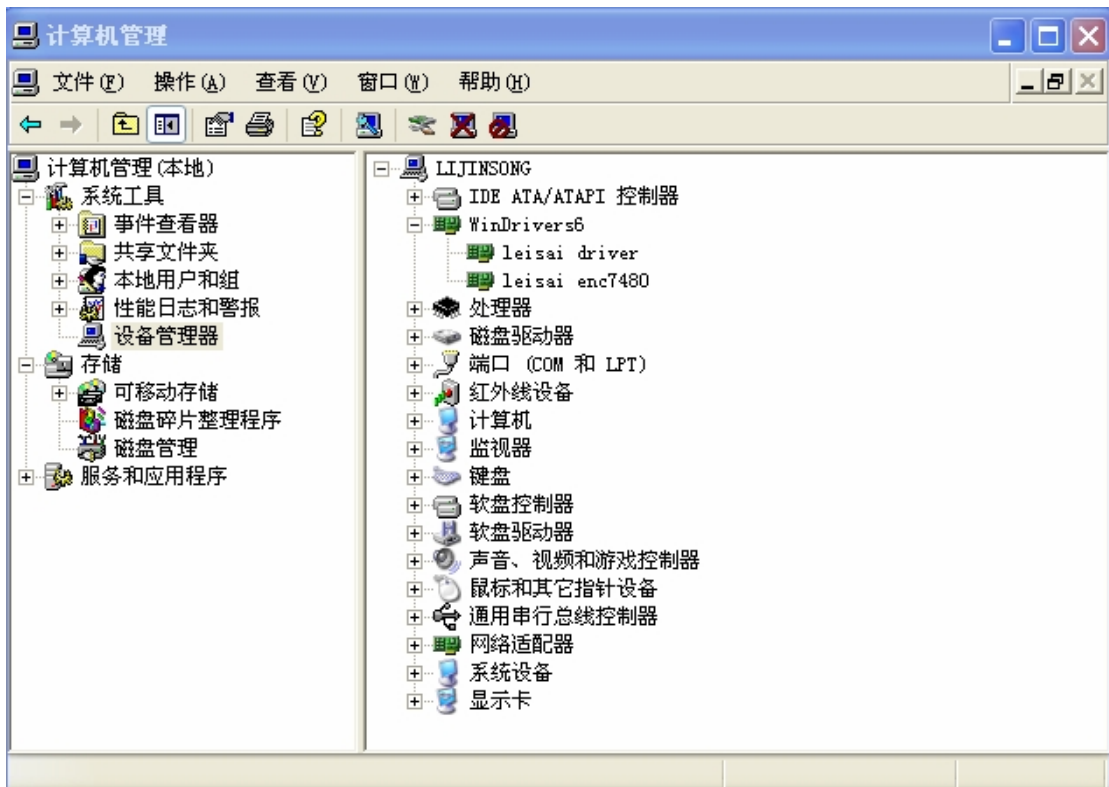 计算机管理
文件(F) 操作(A) 查看(V) 窗口(W) 帮助(H)
计算机管理(本地)
系统工具
事件查看器
共享文件夹
本地用户和组
性能日志和警报
设备管理器
存储
可移动存储
磁盘碎片整理程序
磁盘管理
服务和应用程序
LIJINSONG
IDE ATA/ATAPI 控制器
WinDrivers6
leisai driver
leisai enc7480
处理器
磁盘驱动器
端口 (COM 和 LPT)
红外线设备
计算机
监视器
键盘
软盘控制器
软盘驱动器
声音、视频和游戏控制器
鼠标和其它指针设备
通用串行总线控制器
网络适配器
系统设备
显示卡